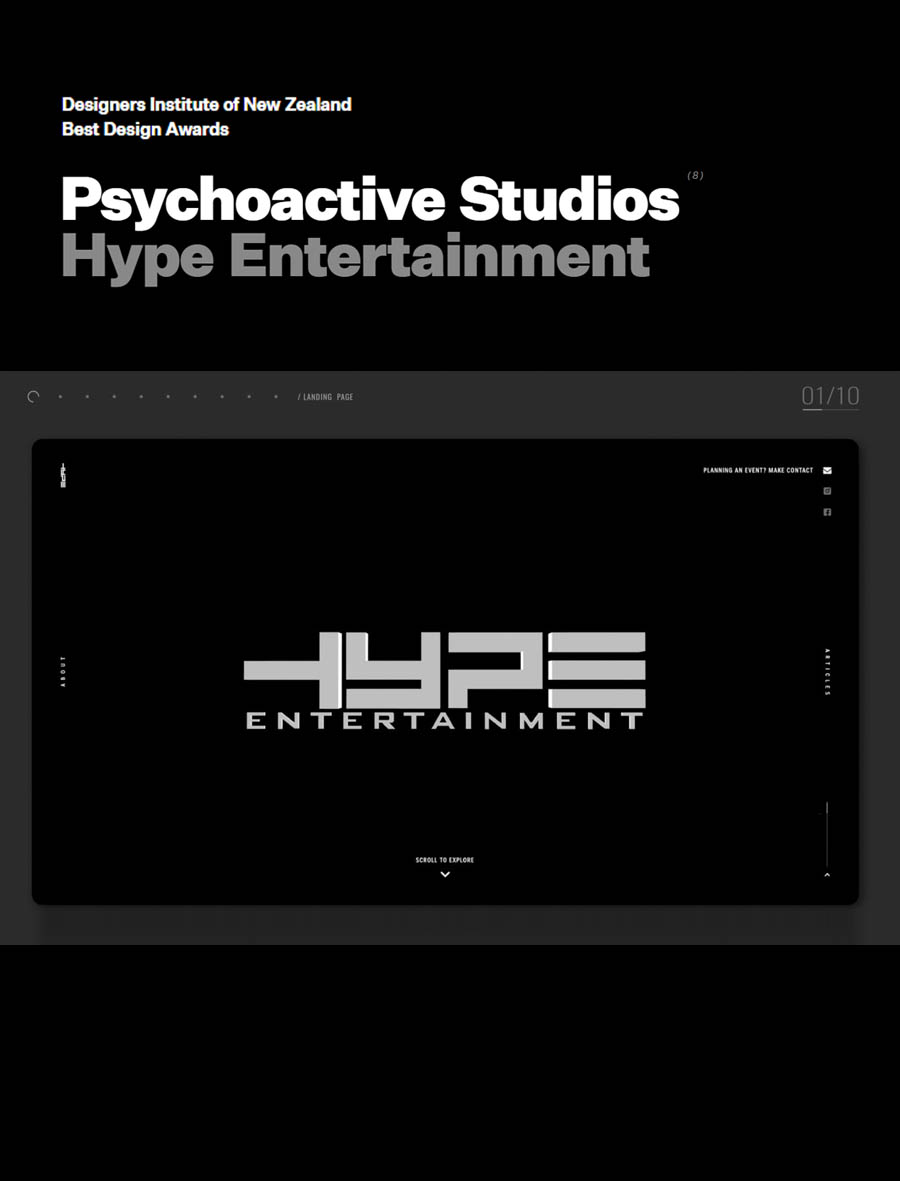 Designers Institute of New Zealand
Best Design Awards
Psychoactive Studios (8)
Hype Entertainment
/ LANDING PAGE
01/10
HYPE
PLANNING AN EVENT? MAKE CONTACT
ABOUT
HYPE
ENTERTAINMENT
ARTICLES
SCROLL TO EXPLORE